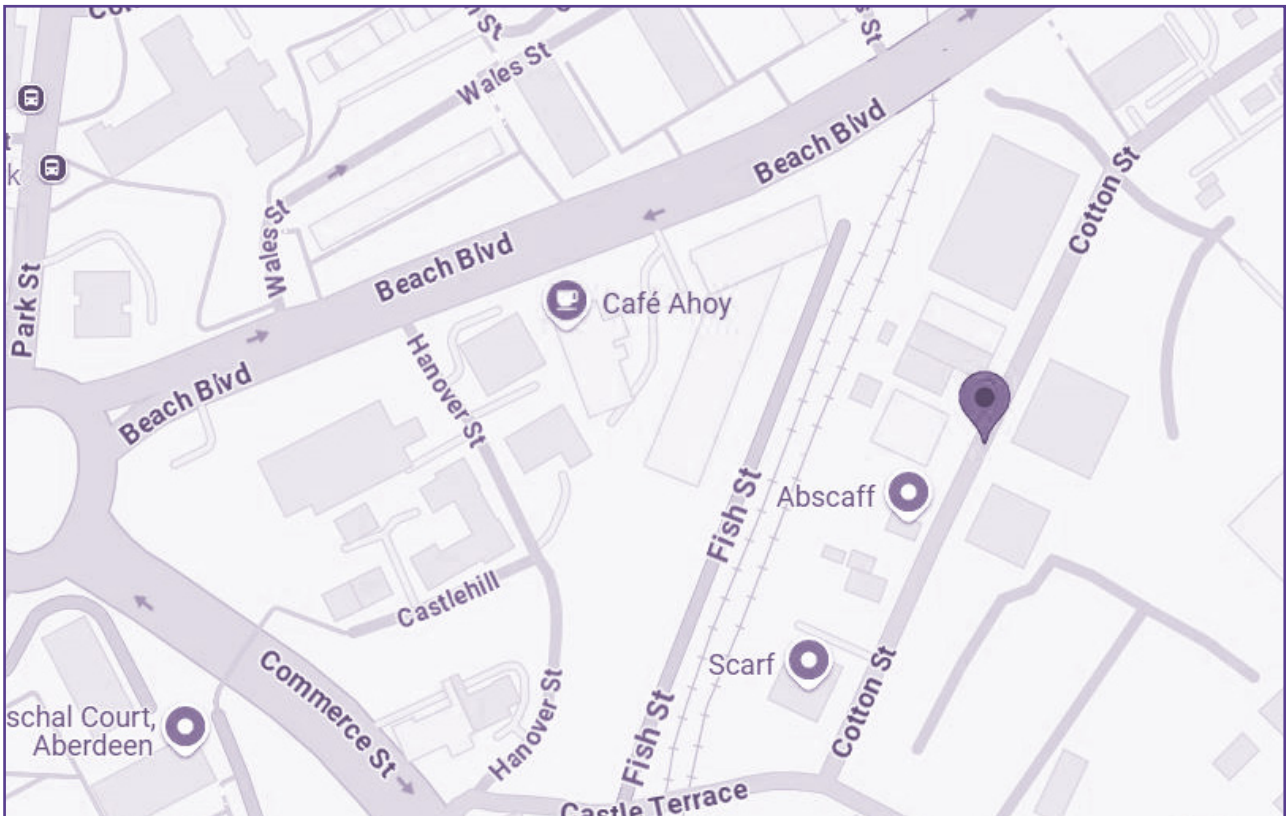 Wales St
Beach Blvd
Cotton St
Wales St
Park St
Beach Blvd
Café Ahoy
Hanover St
Beach Blvd
Abscaff
Fish St
Castlehill
Scarf
Commerce St
Hanover St
Cotton St
Fish St
schal Court,
Aberdeen
Castle Terrace